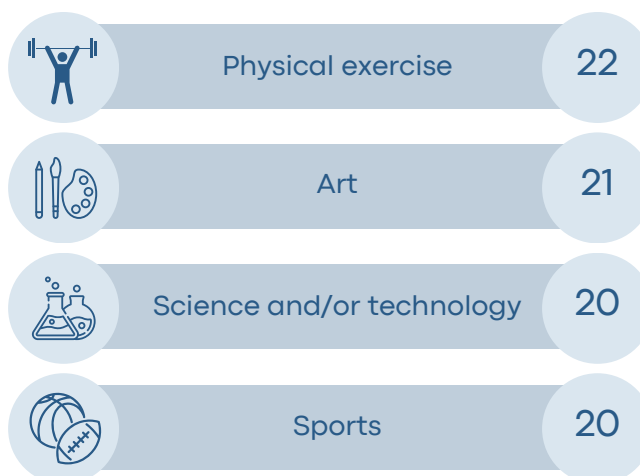 Physical exercise 22
Art 21
Science and/or technology 20
Sports 20